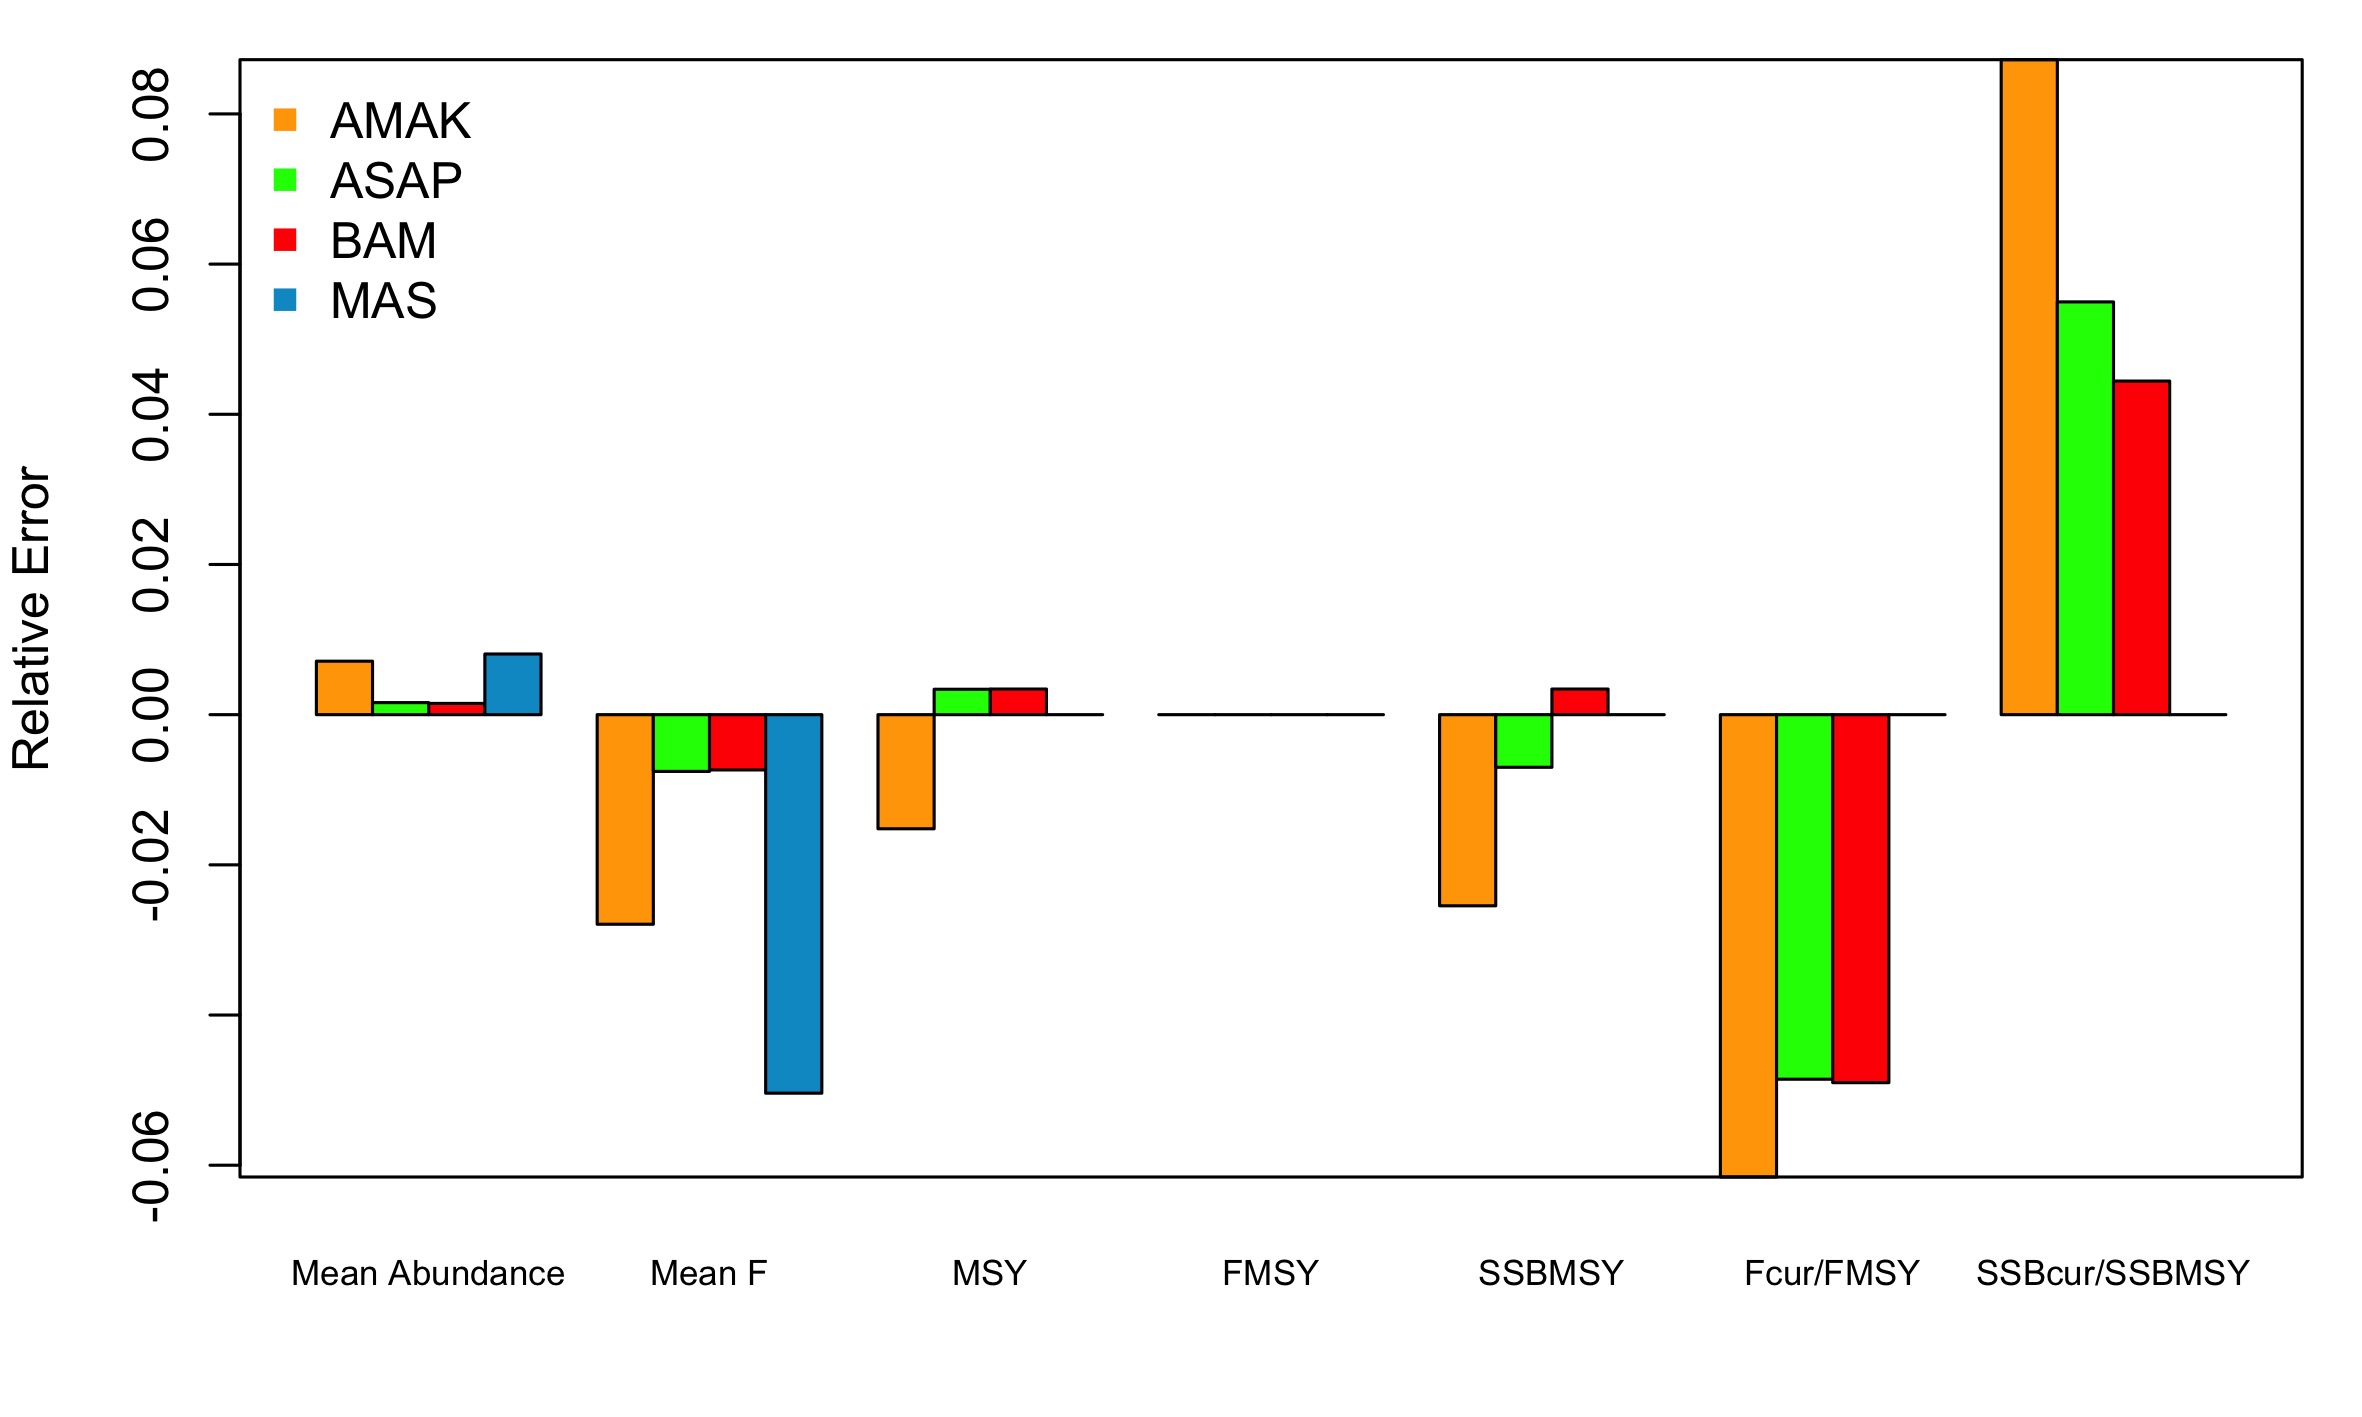 Relative Error
0.08
0.06
0.04
0.02
0.00
-0.02
-0.06
AMAK
ASAP
BAM
MAS
Mean Abundance
Mean F
MSY
FMSY
SSBMSY
Fcur/FMSY
SSBcur/SSBMSY